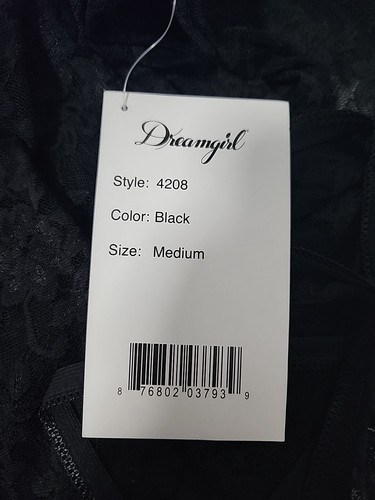 Dreamgirl
Style: 4208
Color: Black
Size: Medium
8 76802 03793 9